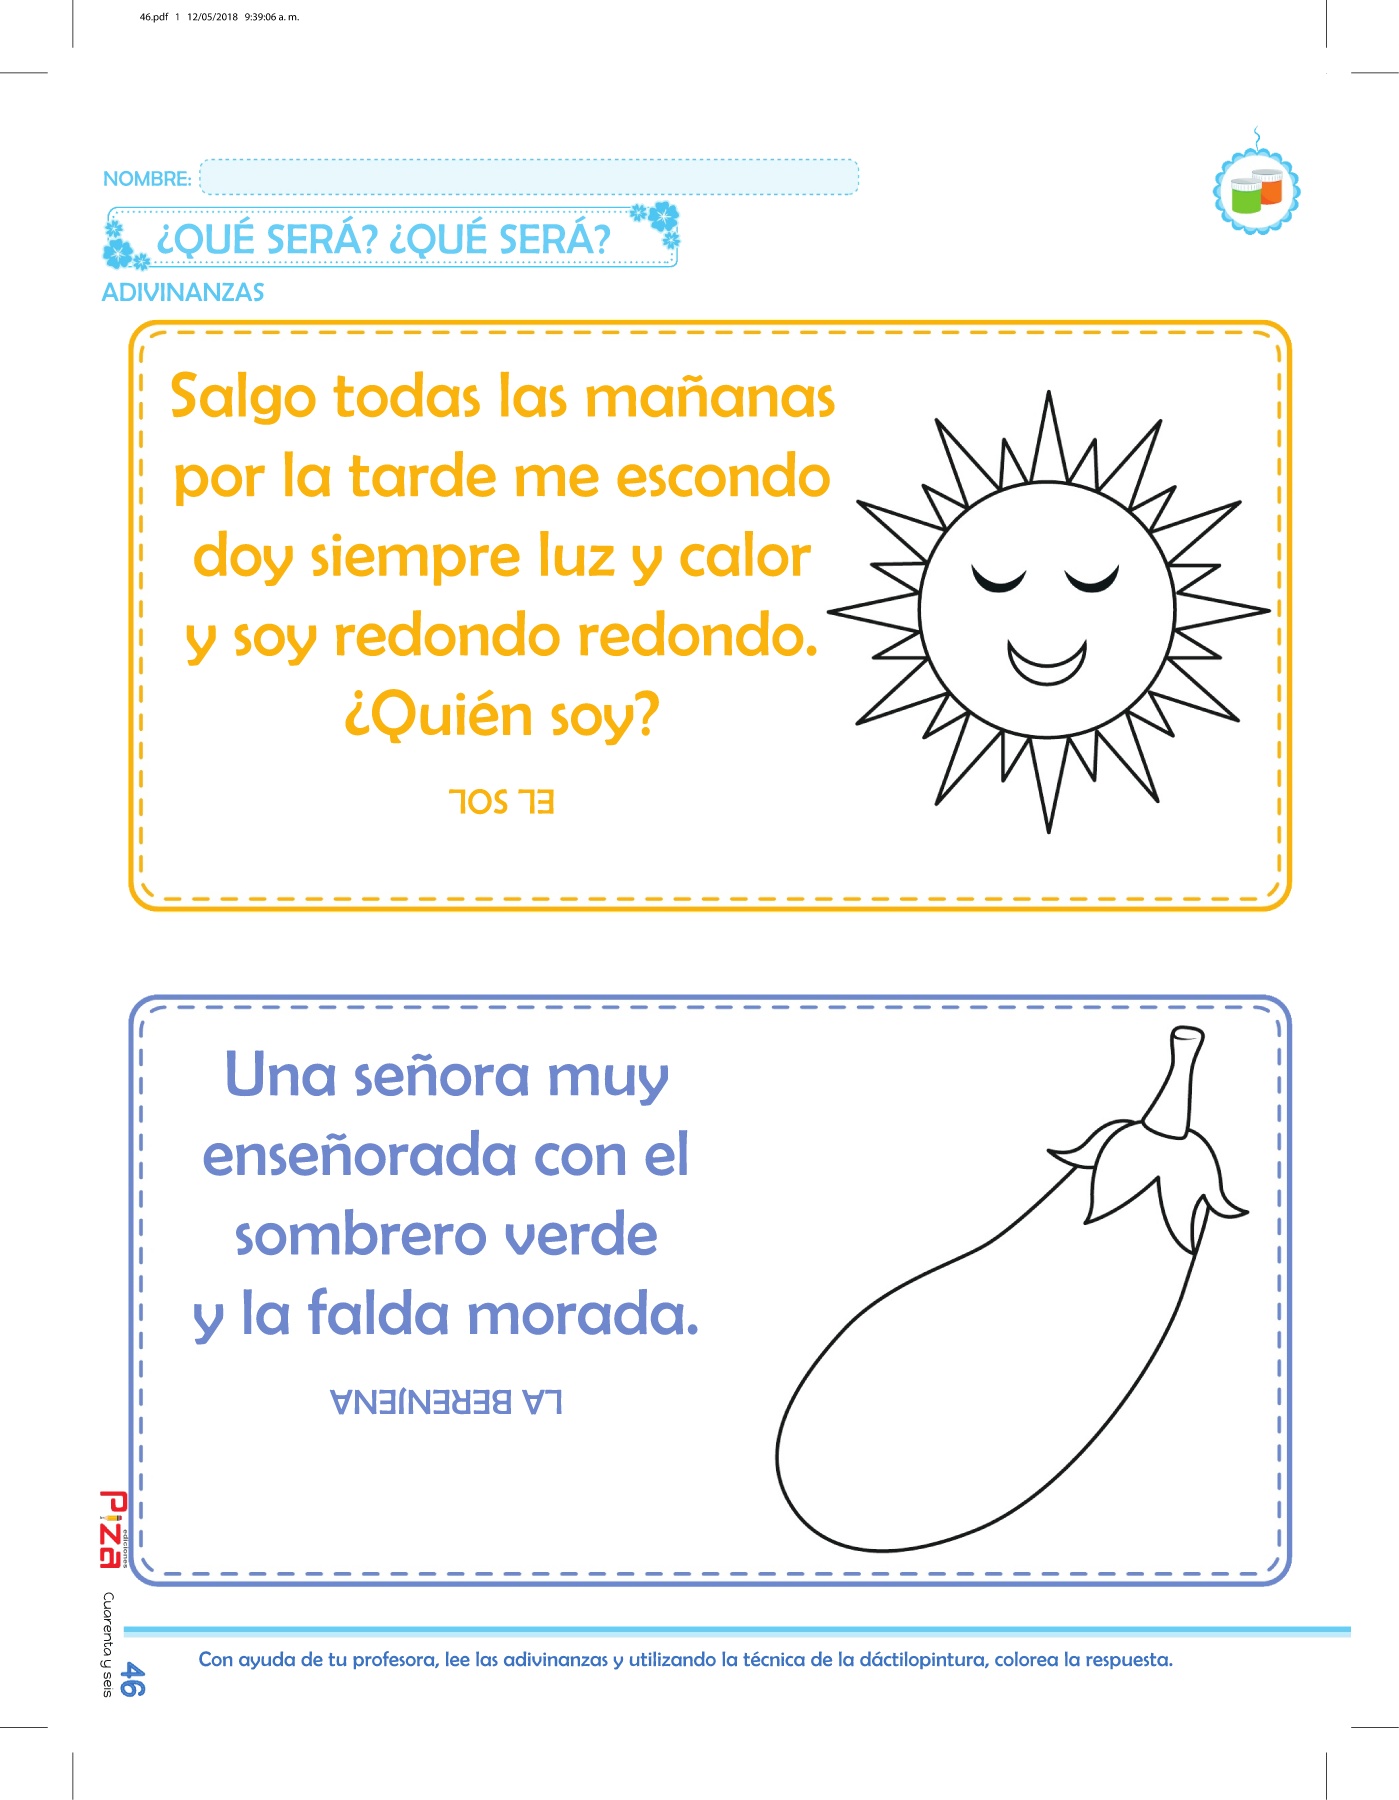 46.pdf 1 12/05/2018 9:39:06 a. m.
NOMBRE:
¿QUÉ SERÁ? ¿QUÉ SERÁ?
ADIVINANZAS
Salgo todas las mañanas
por la tarde me escondo
doy siempre luz y calor
y soy redondo redondo.
¿Quién soy?
EL SOL
Una señora muy
enseñorada con el
sombrero verde
y la falda morada.
LA BERENJENA
Piza
ediciones
Cuarenta y seis
46
Con ayuda de tu profesora, lee las adivinanzas y utilizando la técnica de la dáctilopintura, colorea la respuesta.